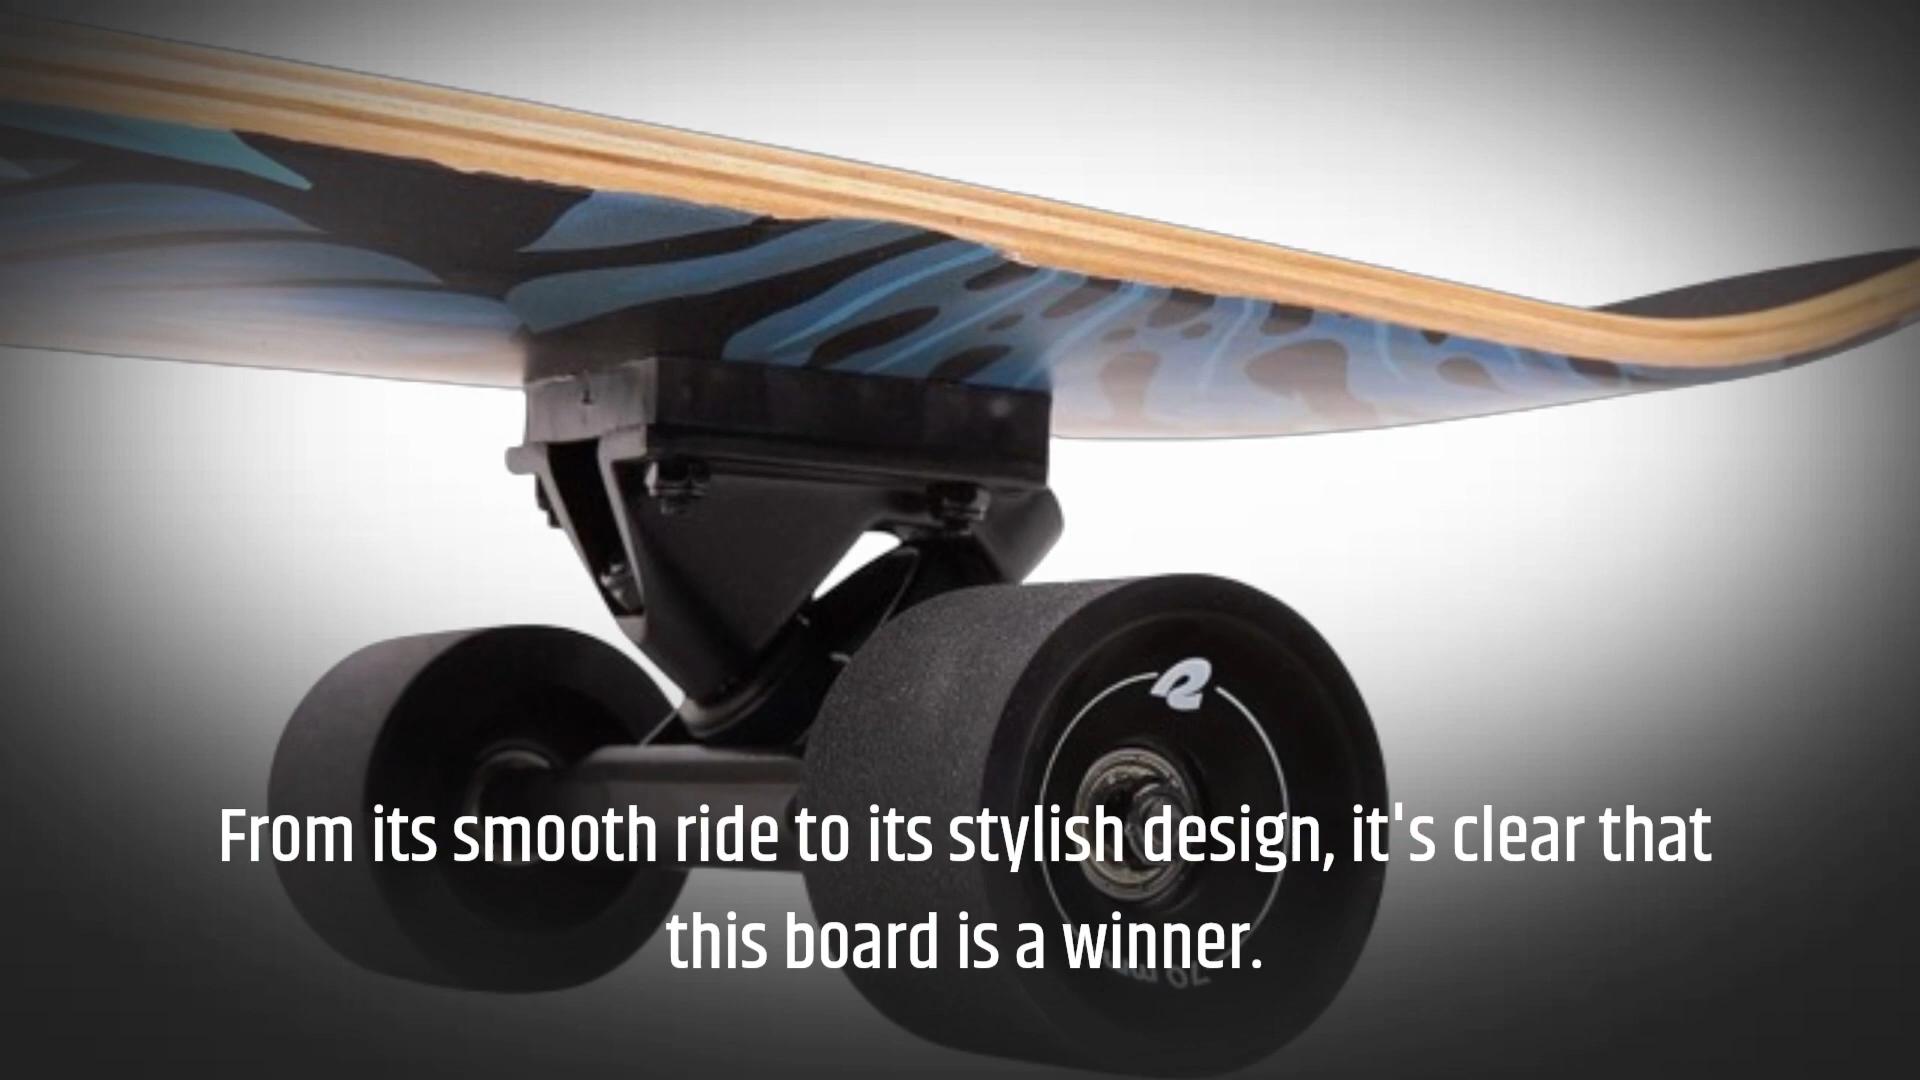 From its smooth ride to its stylish design, it's clear that
this board is a winner.